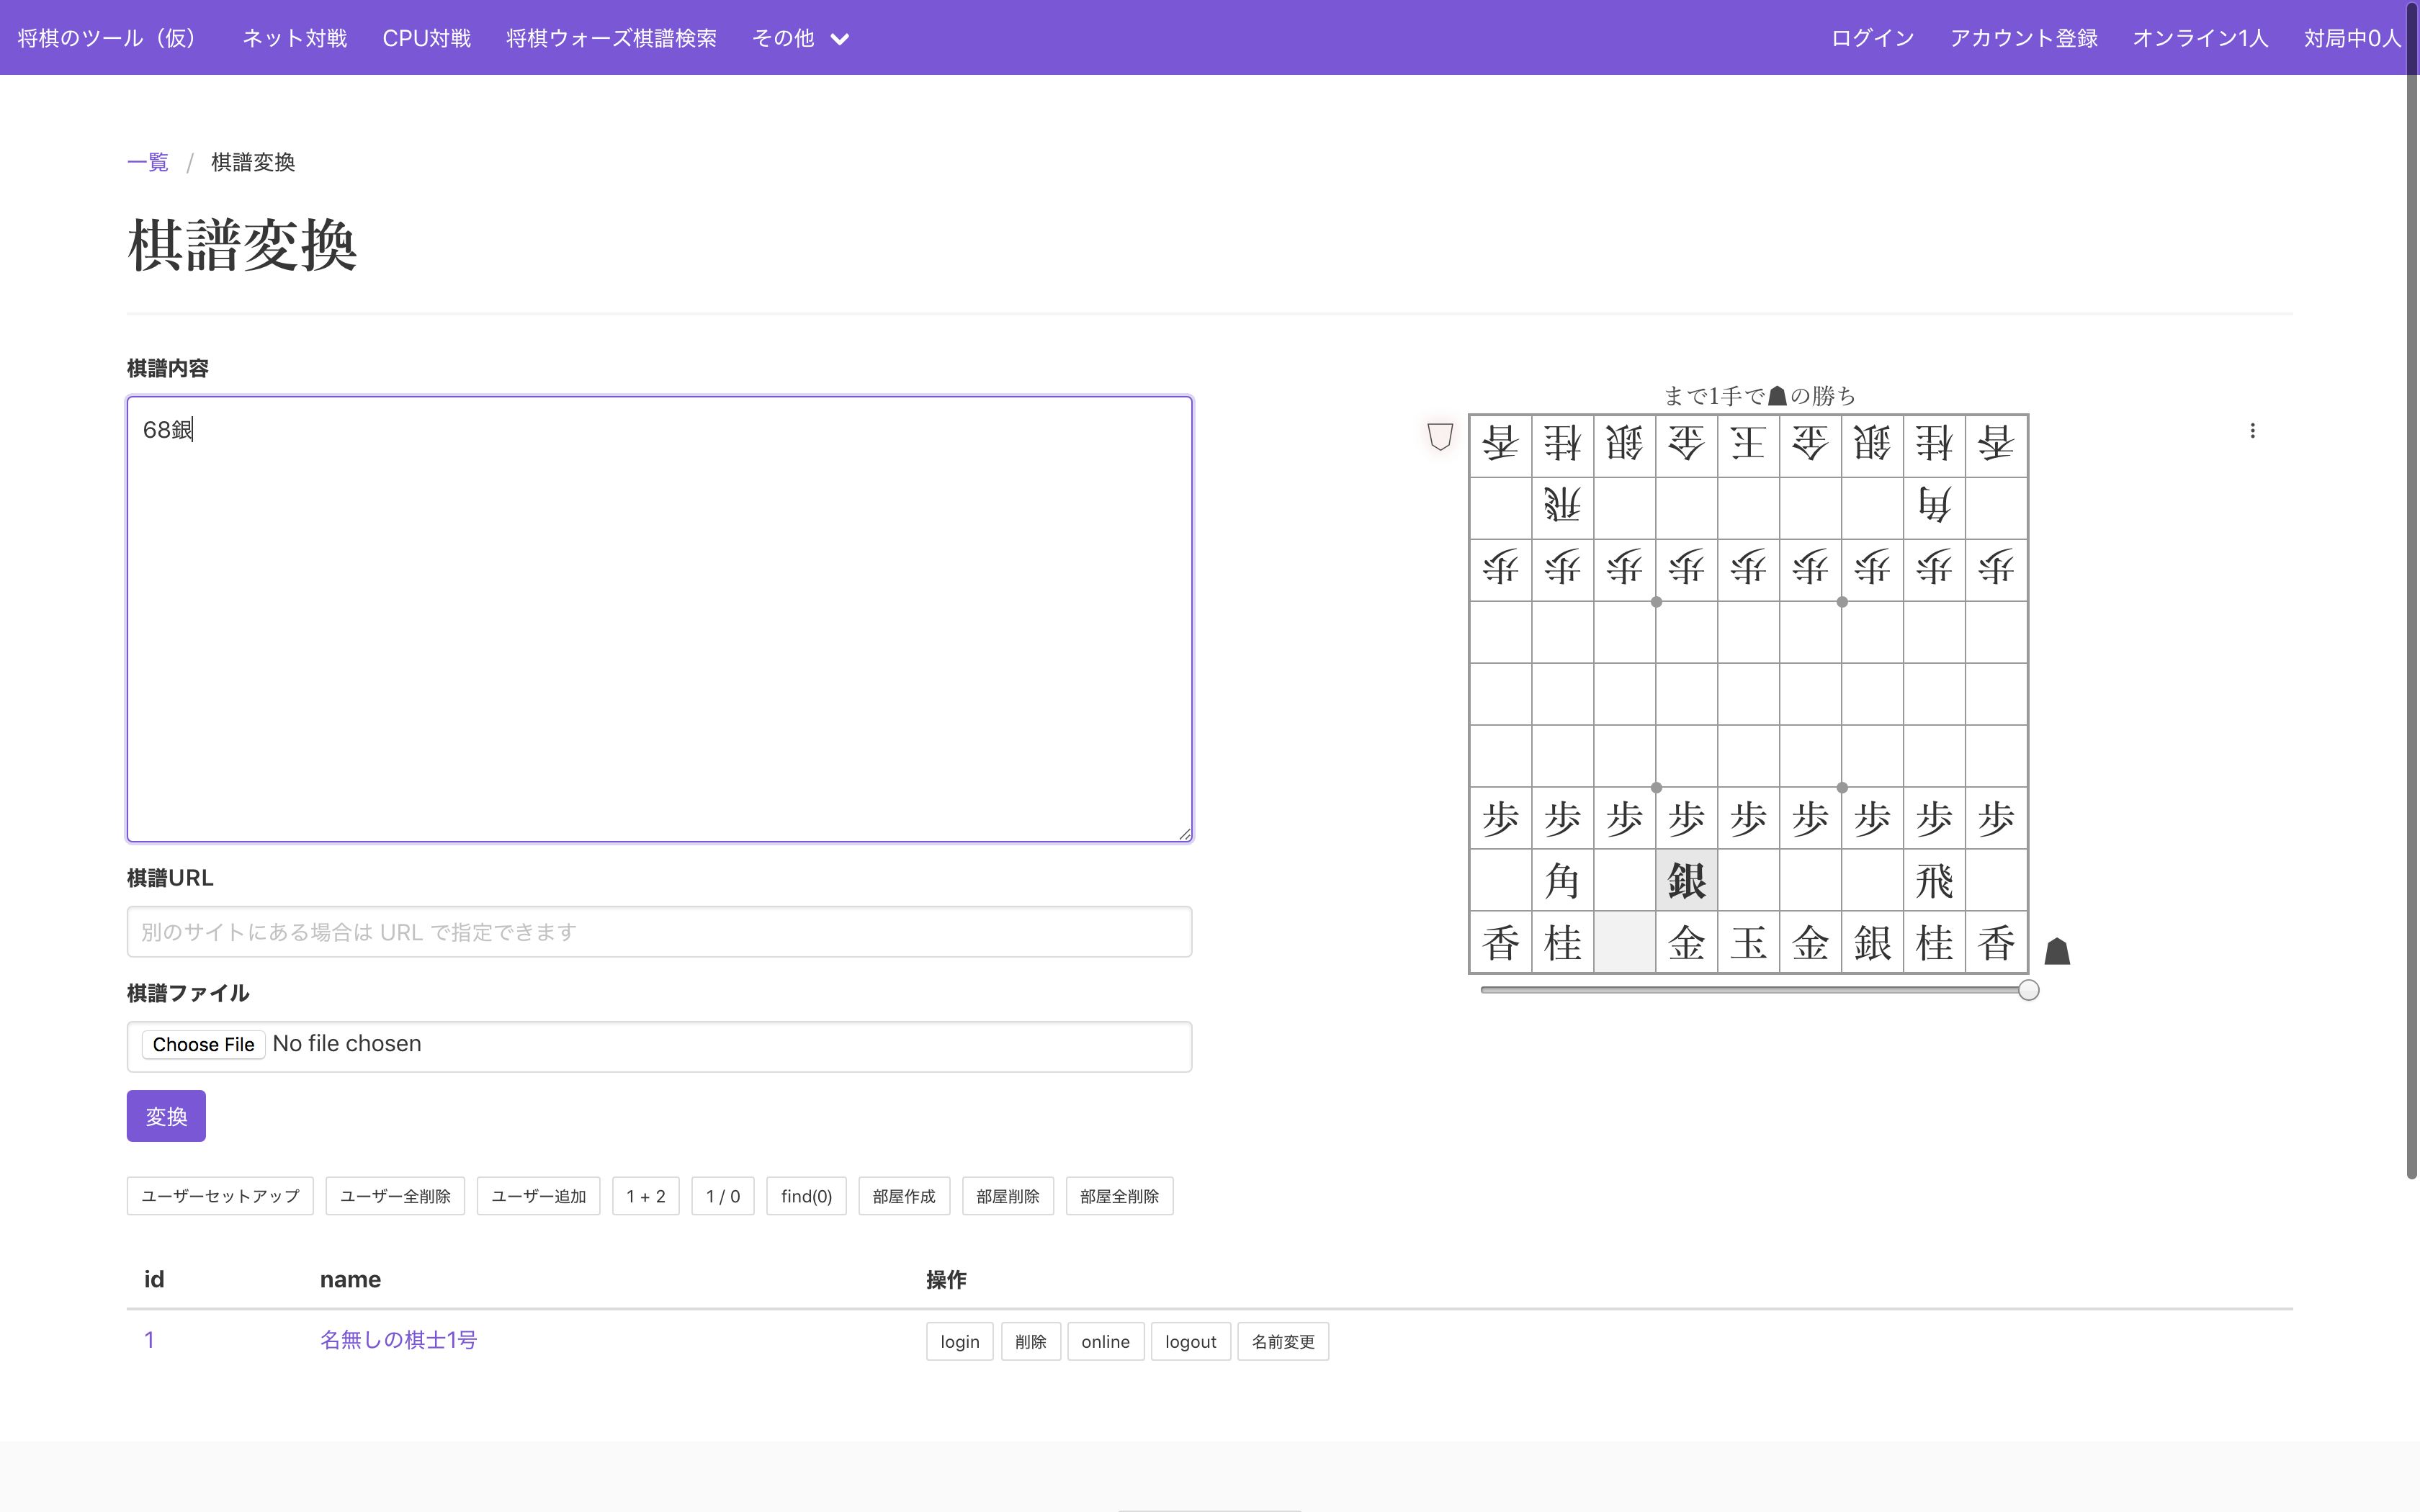 将棋のツール（仮） ネット対戦 CPU対戦 将棋ウォーズ棋譜検索 その他 ログイン アカウント登録 オンライン1人 対局中0人
一覧 / 棋譜変換
棋譜変換
棋譜内容
68銀
棋譜URL
別のサイトにある場合は URL で指定できます
棋譜ファイル
Choose File No file chosen
変換
まで1手で☗の勝ち
香桂銀金王金銀桂香
飛角
歩歩歩歩歩歩歩歩歩
歩歩歩歩歩歩歩歩歩
角銀飛
香桂金玉金銀桂香
ユーザーセットアップ ユーザー全削除 ユーザー追加 1 + 2 1 / 0 find(0) 部屋作成 部屋削除 部屋全削除
id name 操作
1 名無しの棋士1号 login 削除 online logout 名前変更